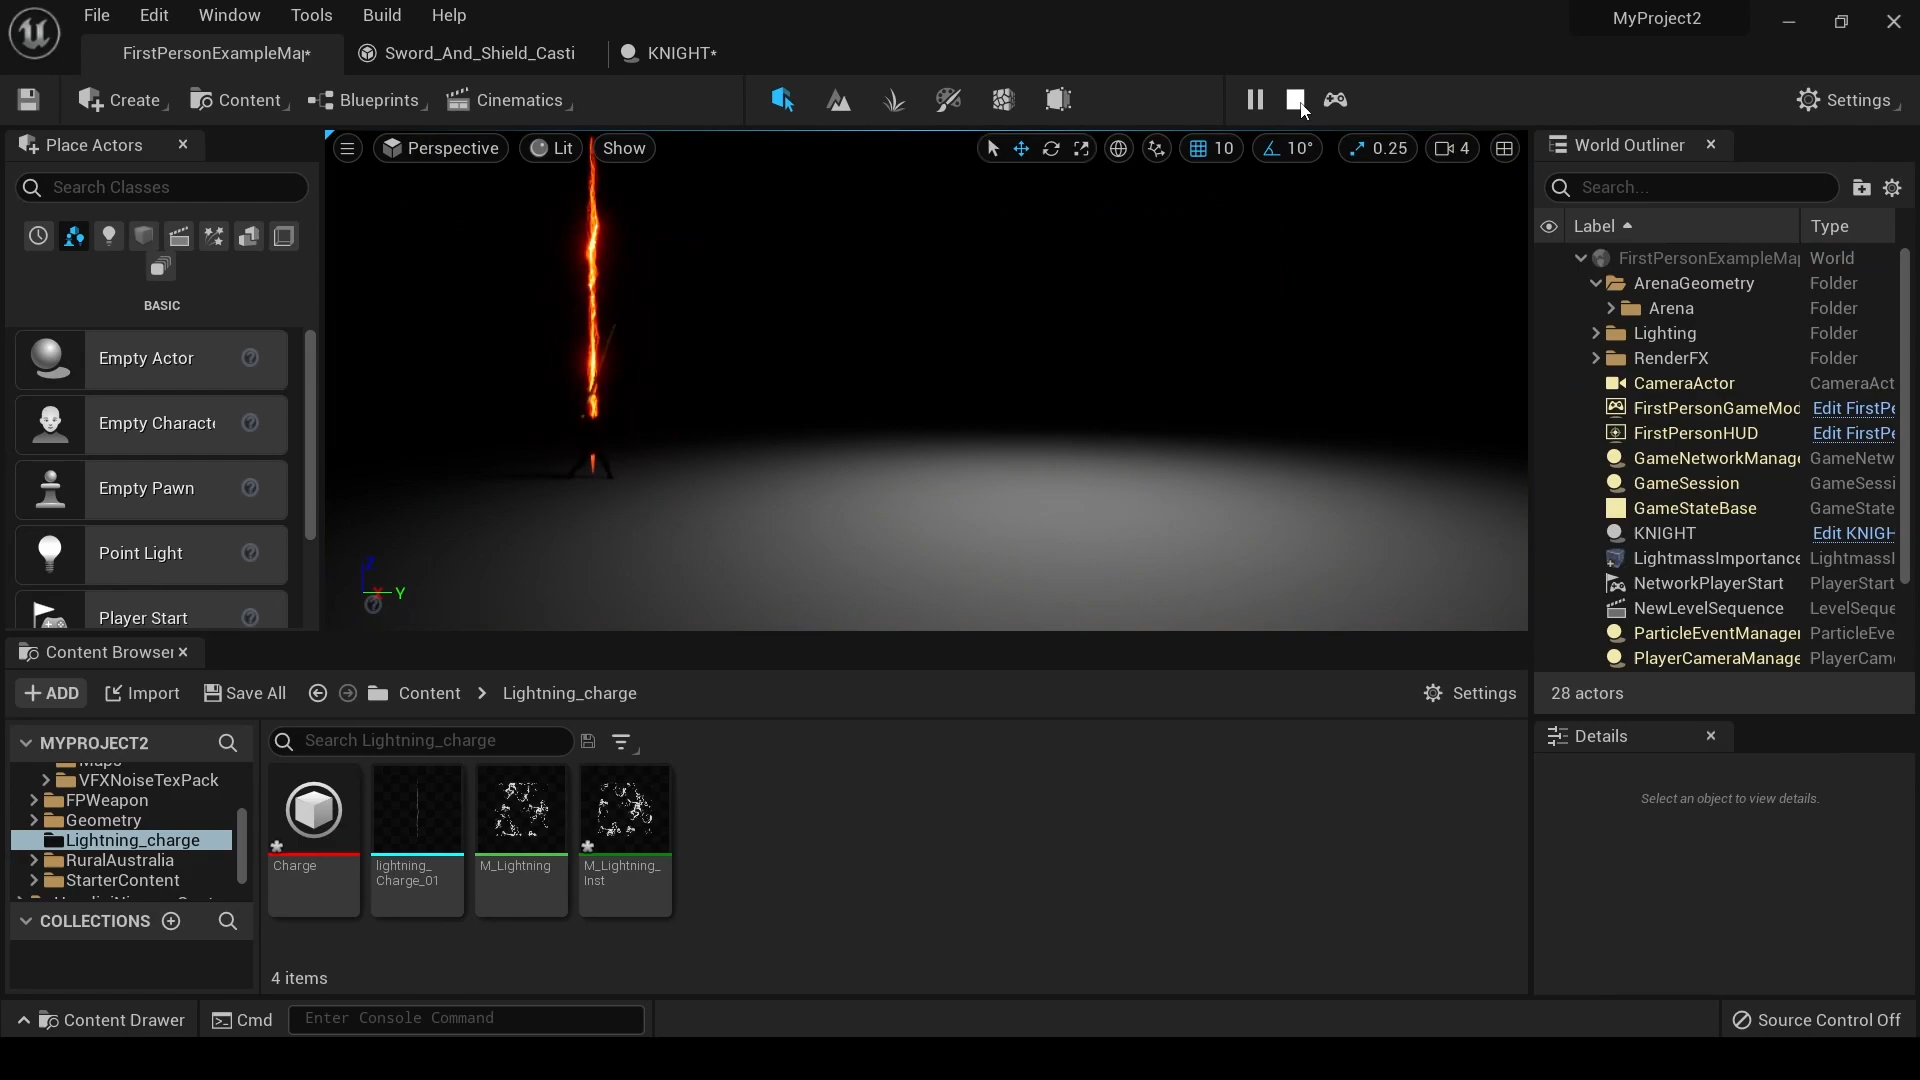 File Edit Window Tools Build Help
MyProject2
FirstPersonExampleMap* Sword_And_Shield_Casti KNIGHT*
Create Content Blueprints Cinematics Settings
Place Actors
Search Classes
BASIC
Empty Actor
Empty Characte
Empty Pawn
Point Light
Player Start
Perspective Lit Show 10 10° 0.25 4
Z
X
Y
World Outliner
Search...
Label Type
FirstPersonExampleMap World
ArenaGeometry Folder
Arena Folder
Lighting Folder
RenderFX Folder
CameraActor CameraAct
FirstPersonGameMod Edit FirstPe
FirstPersonHUD Edit FirstPe
GameNetworkManage GameNetw
GameSession GameSessi
GameStateBase GameState
KNIGHT Edit KNIGH
LightmassImportance LightmassI
NetworkPlayerStart PlayerStart
NewLevelSequence LevelSeque
ParticleEventManager ParticleEve
PlayerCameraManage PlayerCam
28 actors
Details
Select an object to view details.
Content Browser
ADD Import Save All Content Lightning_charge Settings
MYPROJECT2
Maps
VFXNoiseTexPack
FPWeapon
Geometry
Lightning_charge
RuralAustralia
StarterContent
COLLECTIONS
Search Lightning_charge
Charge
lightning_
Charge_01
M_Lightning
M_Lightning_
Inst
4 items
Content Drawer Cmd Enter Console Command Source Control Off